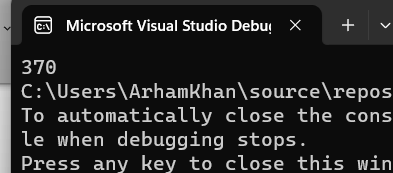 Microsoft Visual Studio Debug
370
C:\Users\ArhamKhan\source\repos
To automatically close the cons
le when debugging stops.
Press any key to close this win